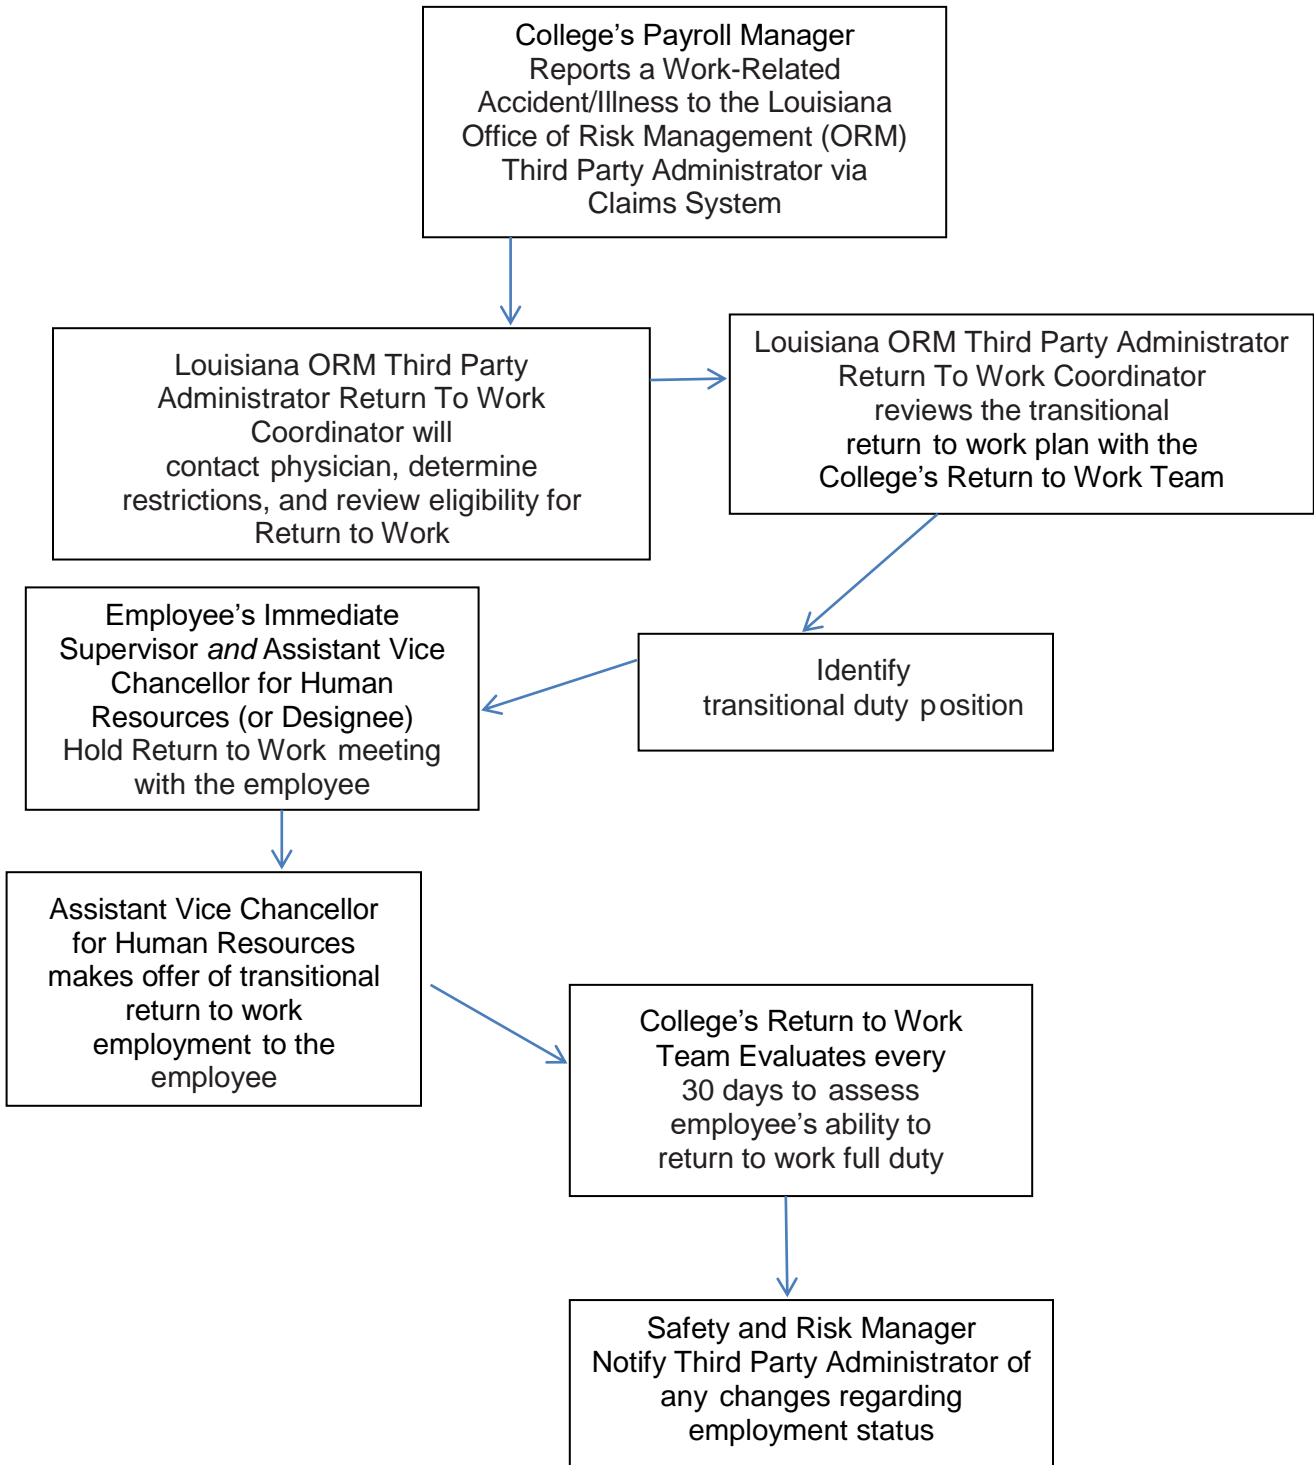 College’s Payroll Manager
Reports a Work-Related
Accident/Illness to the Louisiana
Office of Risk Management (ORM)
Third Party Administrator via
Claims System
Louisiana ORM Third Party
Administrator Return To Work
Coordinator will
contact physician, determine
restrictions, and review eligibility for
Return to Work
Louisiana ORM Third Party Administrator
Return To Work Coordinator
reviews the transitional
return to work plan with the
College’s Return to Work Team
Identify
transitional duty position
Employee’s Immediate
Supervisor and Assistant Vice
Chancellor for Human
Resources (or Designee)
Hold Return to Work meeting
with the employee
Assistant Vice Chancellor
for Human Resources
makes offer of transitional
return to work
employment to the
employee
College’s Return to Work
Team Evaluates every
30 days to assess
employee’s ability to
return to work full duty
Safety and Risk Manager
Notify Third Party Administrator of
any changes regarding
employment status